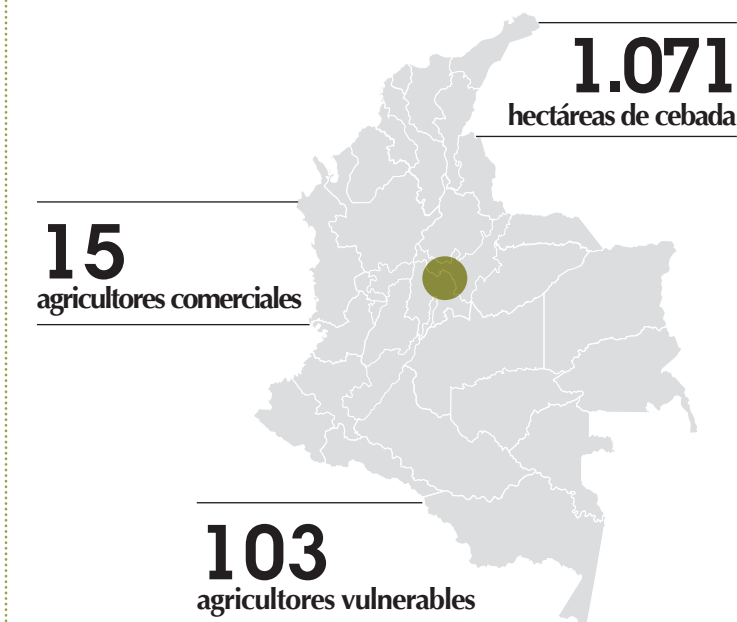 1.071
hectáreas de cebada
15
agricultores comerciales
103
agricultores vulnerables